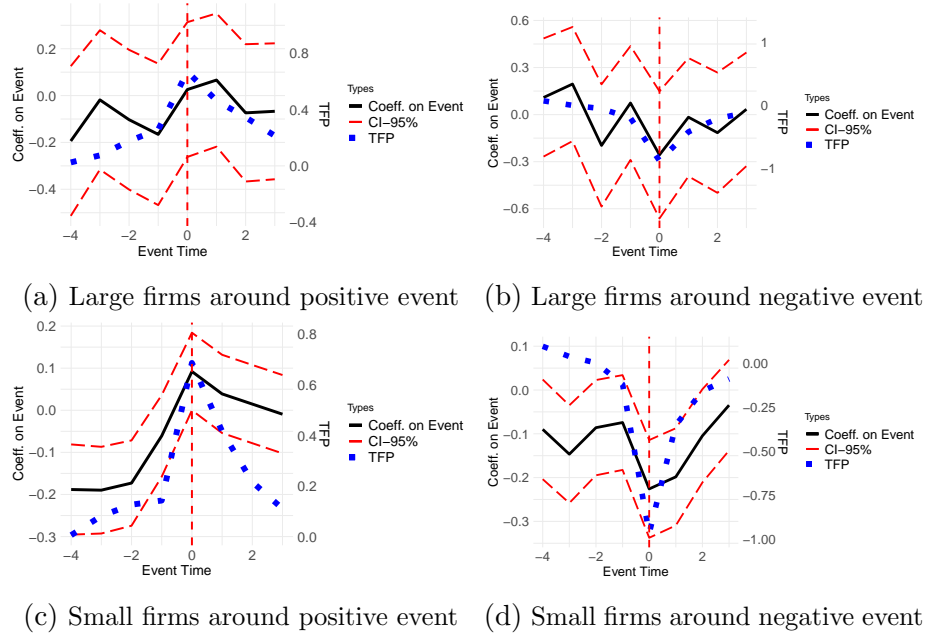 0.2
0.0
−0.2
−0.4
0.8
0.4
0.0
−0.4
Coeff. on Event
TFP
−4 −2 0 2
Event Time
Types
Coeff. on Event
CI−95%
TFP
0.6
0.3
0.0
−0.3
−0.6
1
0
−1
Coeff. on Event
TFP
−4 −2 0 2
Event Time
Types
Coeff. on Event
CI−95%
TFP
(a) Large firms around positive event
(b) Large firms around negative event
0.2
0.1
0.0
−0.1
−0.2
−0.3
0.8
0.6
0.4
0.2
0.0
Coeff. on Event
TFP
−4 −2 0 2
Event Time
Types
Coeff. on Event
CI−95%
TFP
0.1
0.0
−0.1
−0.2
−0.3
0.00
−0.25
−0.50
−0.75
−1.00
Coeff. on Event
TFP
−4 −2 0 2
Event Time
Types
Coeff. on Event
CI−95%
TFP
(c) Small firms around positive event
(d) Small firms around negative event